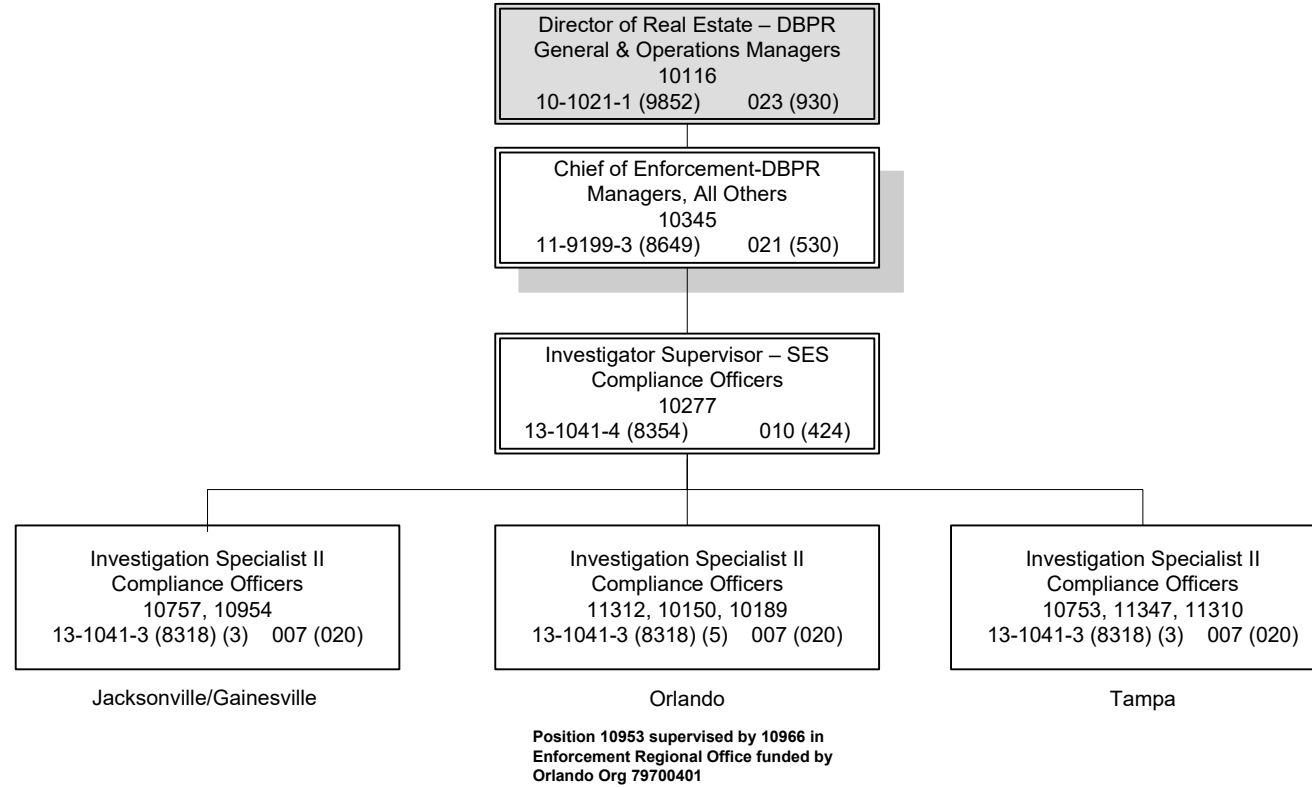 Director of Real Estate – DBPR
General & Operations Managers
10116
10-1021-1 (9852) 023 (930)
Chief of Enforcement-DBPR
Managers, All Others
10345
11-9199-3 (8649) 021 (530)
Investigator Supervisor – SES
Compliance Officers
10277
13-1041-4 (8354) 010 (424)
Investigation Specialist II
Compliance Officers
10757, 10954
13-1041-3 (8318) (3) 007 (020)
Jacksonville/Gainesville
Investigation Specialist II
Compliance Officers
11312, 10150, 10189
13-1041-3 (8318) (5) 007 (020)
Orlando
Position 10953 supervised by 10966 in
Enforcement Regional Office funded by
Orlando Org 79700401
Investigation Specialist II
Compliance Officers
10753, 11347, 11310
13-1041-3 (8318) (3) 007 (020)
Tampa